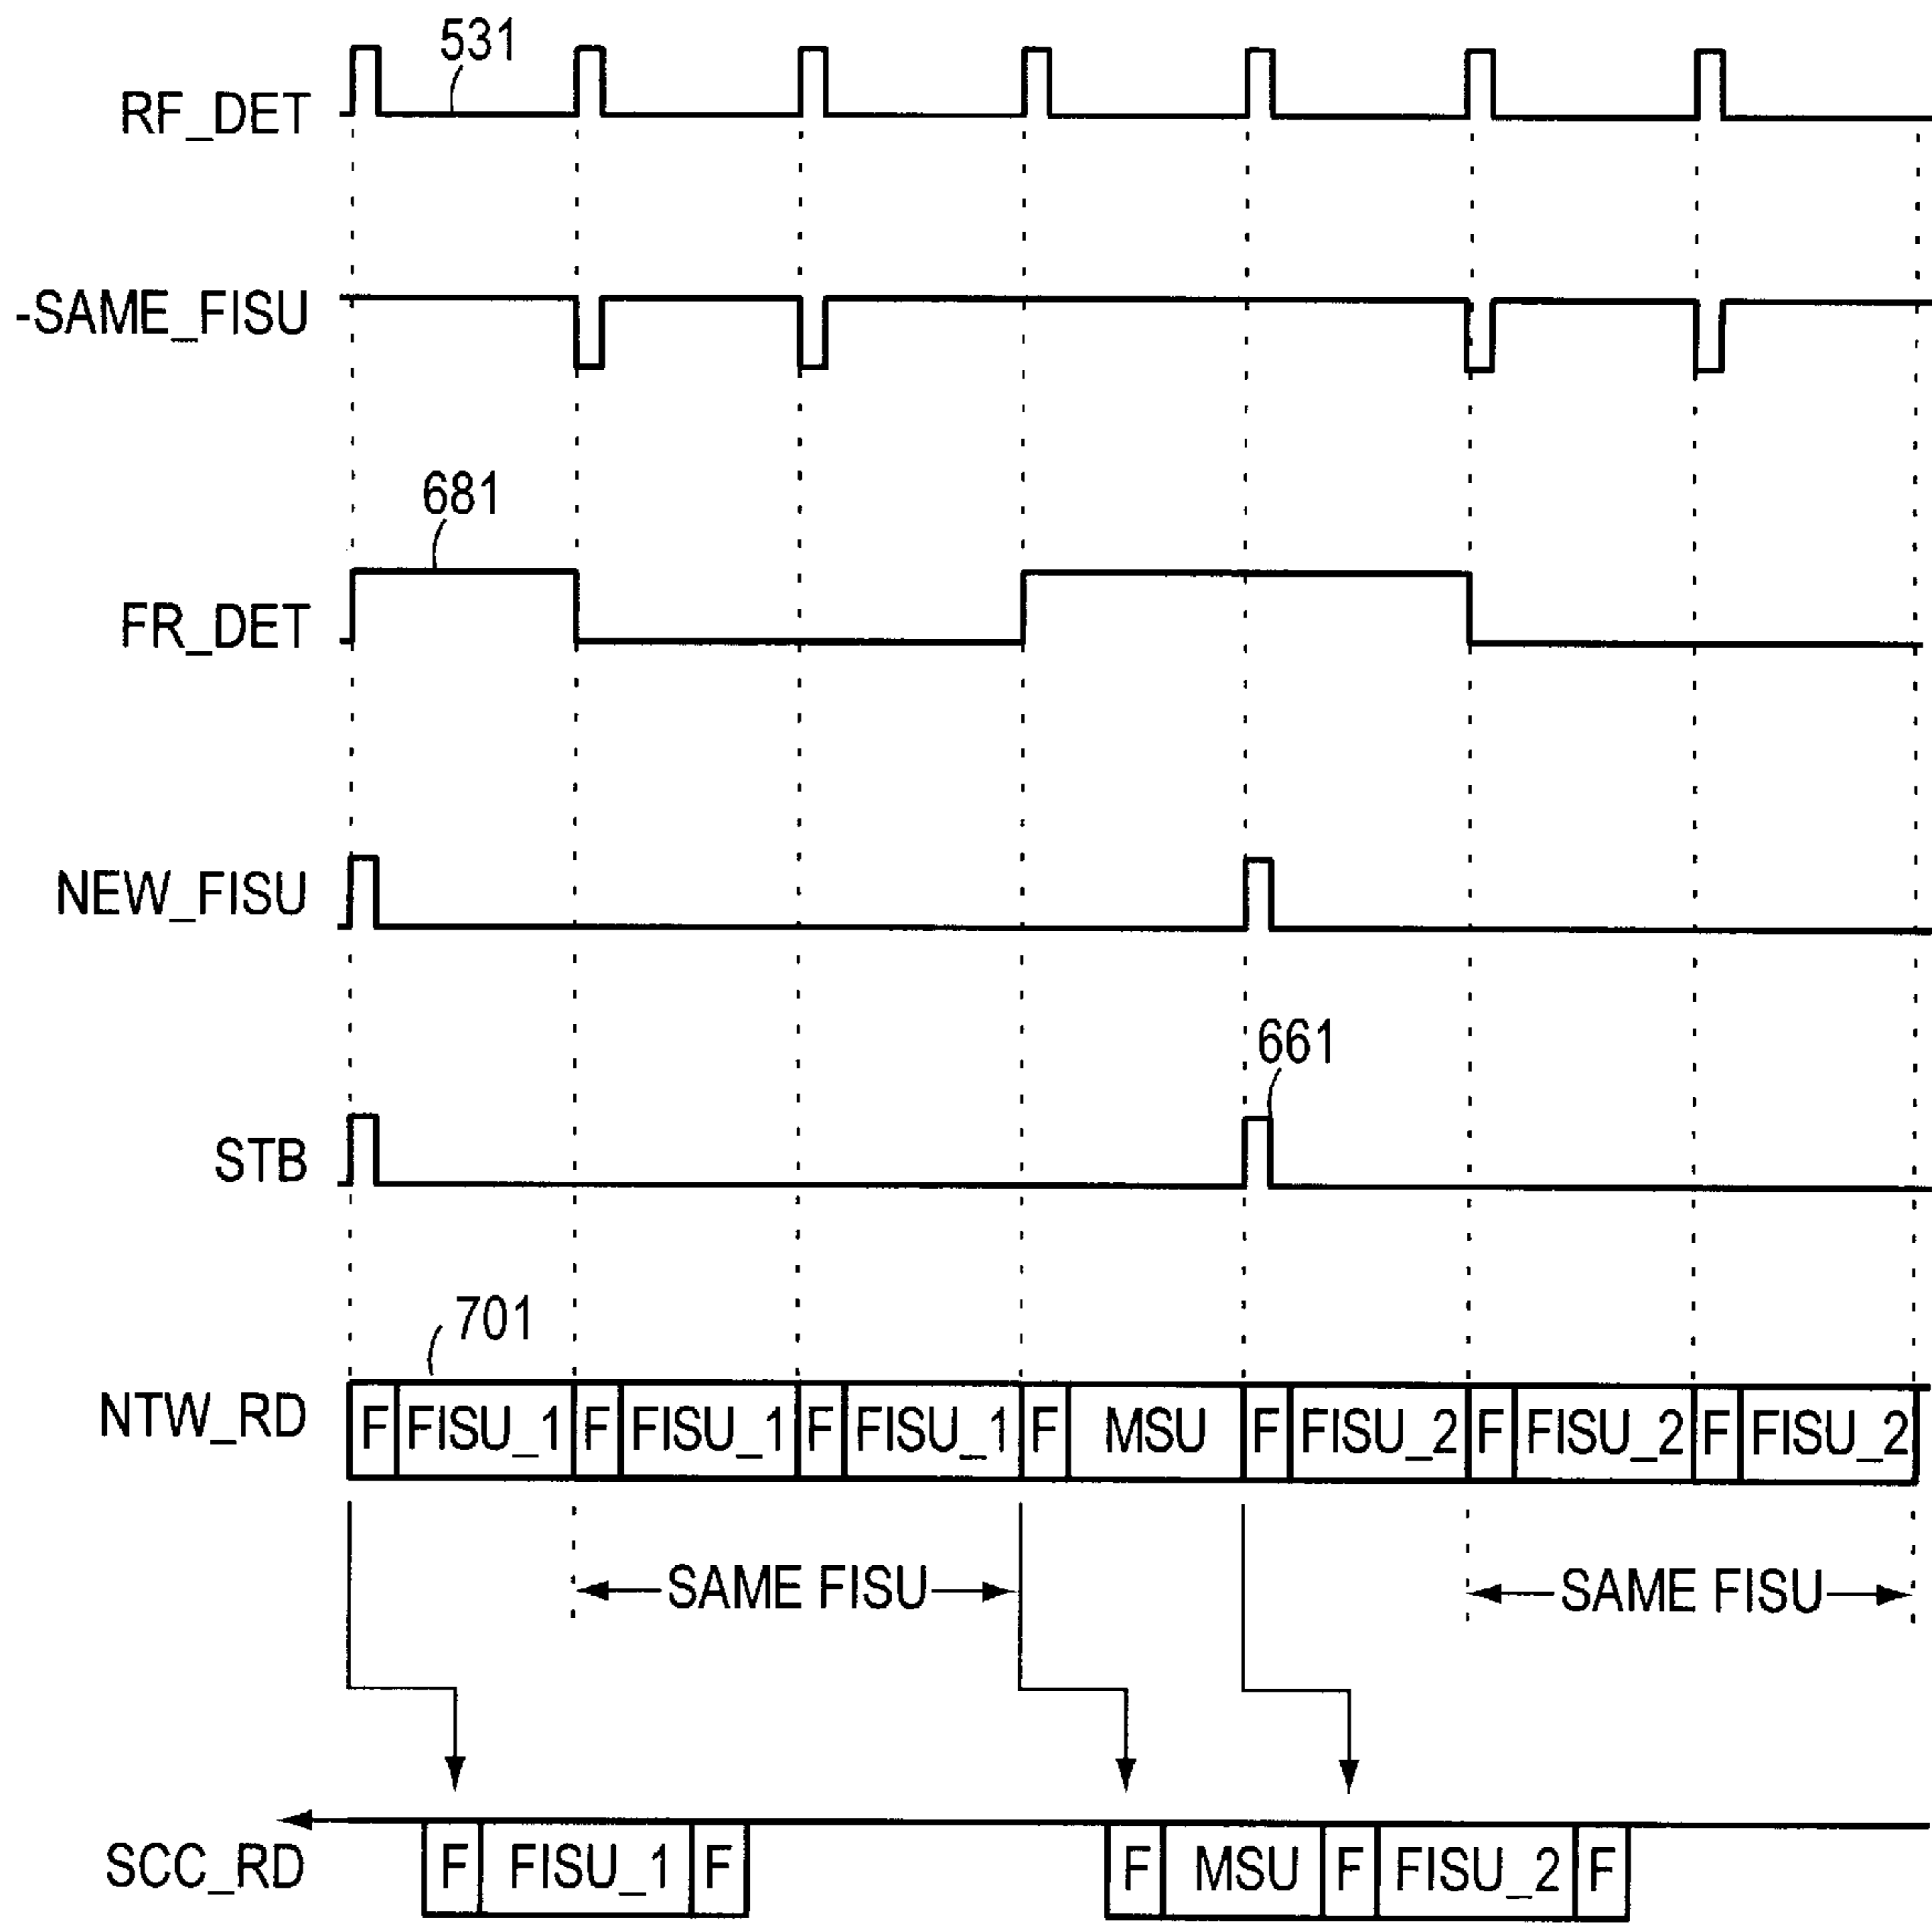 531
RF_DET
-SAME_FISU
681
FR_DET
NEW_FISU
661
STB
701
NTW_RD F FISU_1 F FISU_1 F FISU_1 F MSU F FISU_2 F FISU_2 F FISU_2
SAME FISU SAME FISU
SCC_RD F FISU_1 F F MSU F FISU_2 F